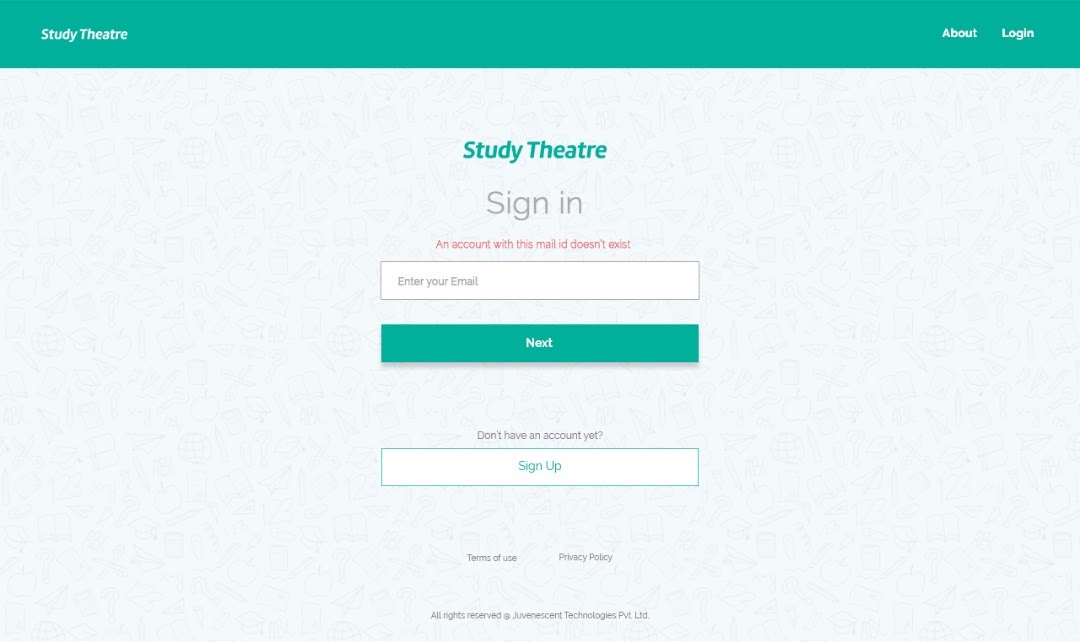 Study Theatre
About
Login
Study Theatre
Sign in
An account with this mail id doesn't exist
Enter your Email
Next
Don't have an account yet?
Sign Up
Terms of use
Privacy Policy
All rights reserved @ Juvenescent Technologies Pvt. Ltd.